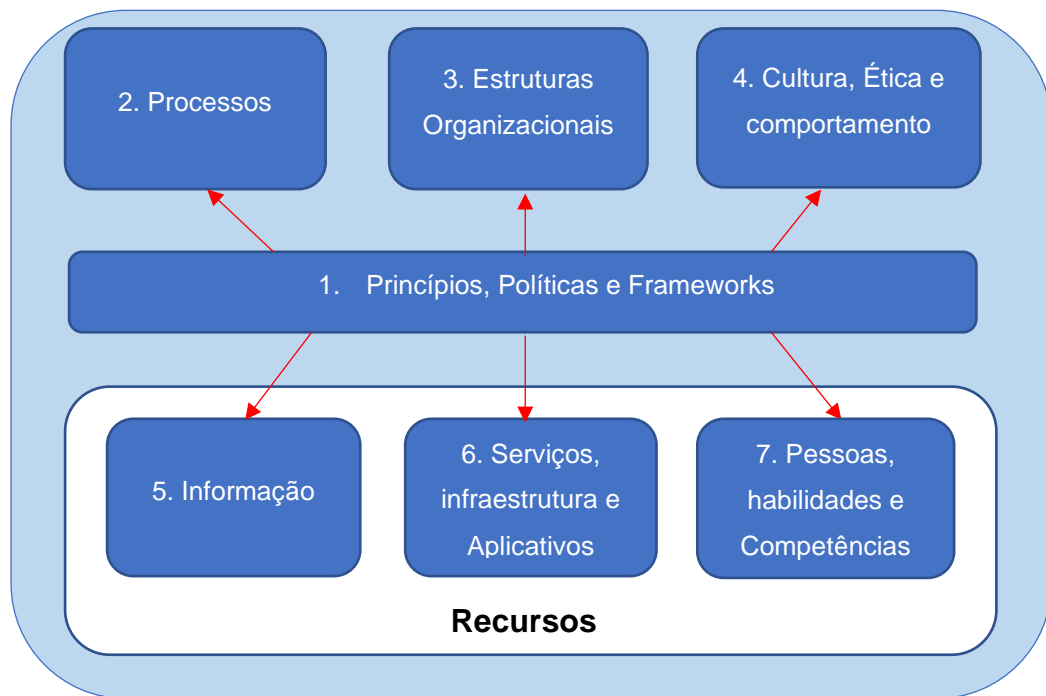 2. Processos
3. Estruturas
Organizacionais
4. Cultura, Ética e
comportamento
1. Princípios, Políticas e Frameworks
5. Informação
6. Serviços,
infraestrutura e
Aplicativos
7. Pessoas,
habilidades e
Competências
Recursos